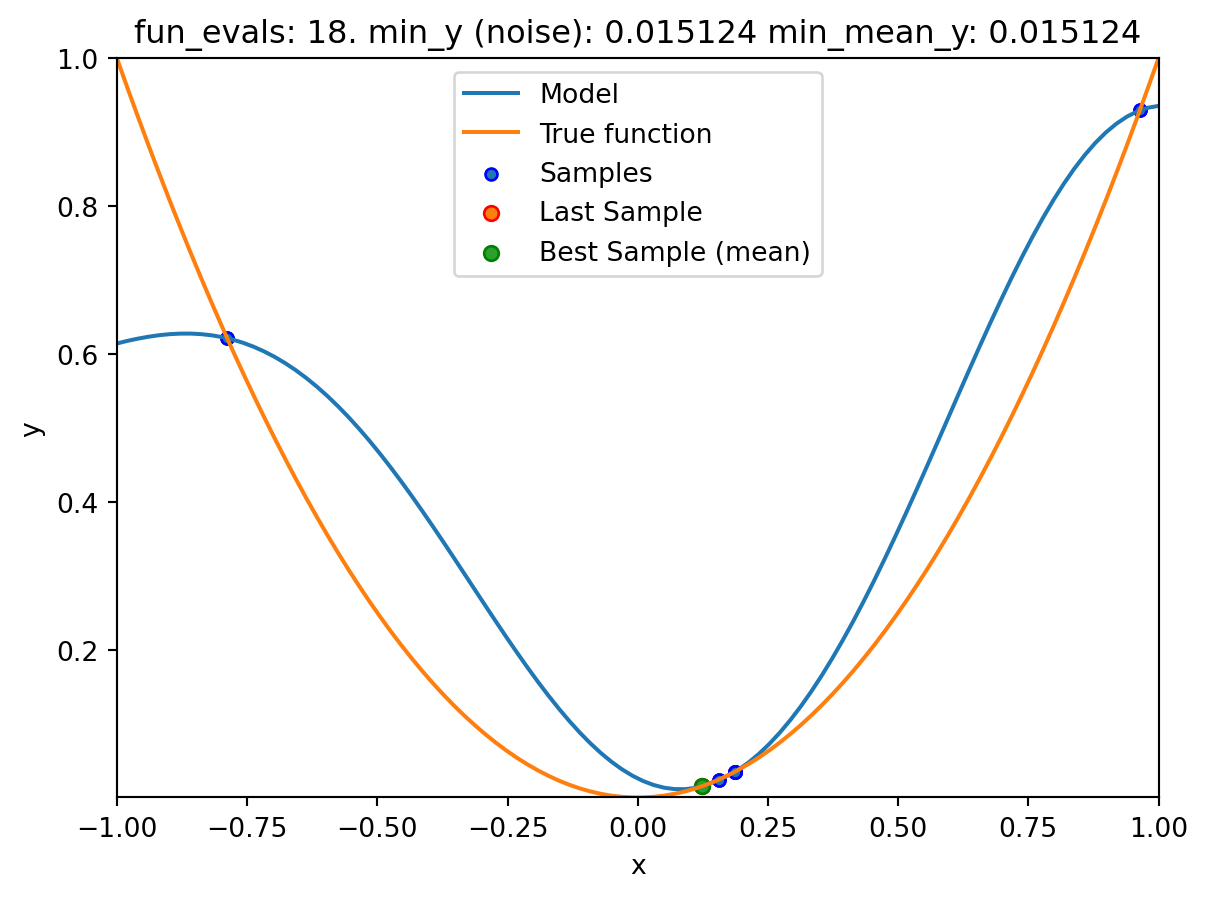 fun_evals: 18. min_y (noise): 0.015124 min_mean_y: 0.015124
Model
True function
Samples
Last Sample
Best Sample (mean)
1.0
0.8
0.6
0.4
0.2
y
−1.00 −0.75 −0.50 −0.25 0.00 0.25 0.50 0.75 1.00
x